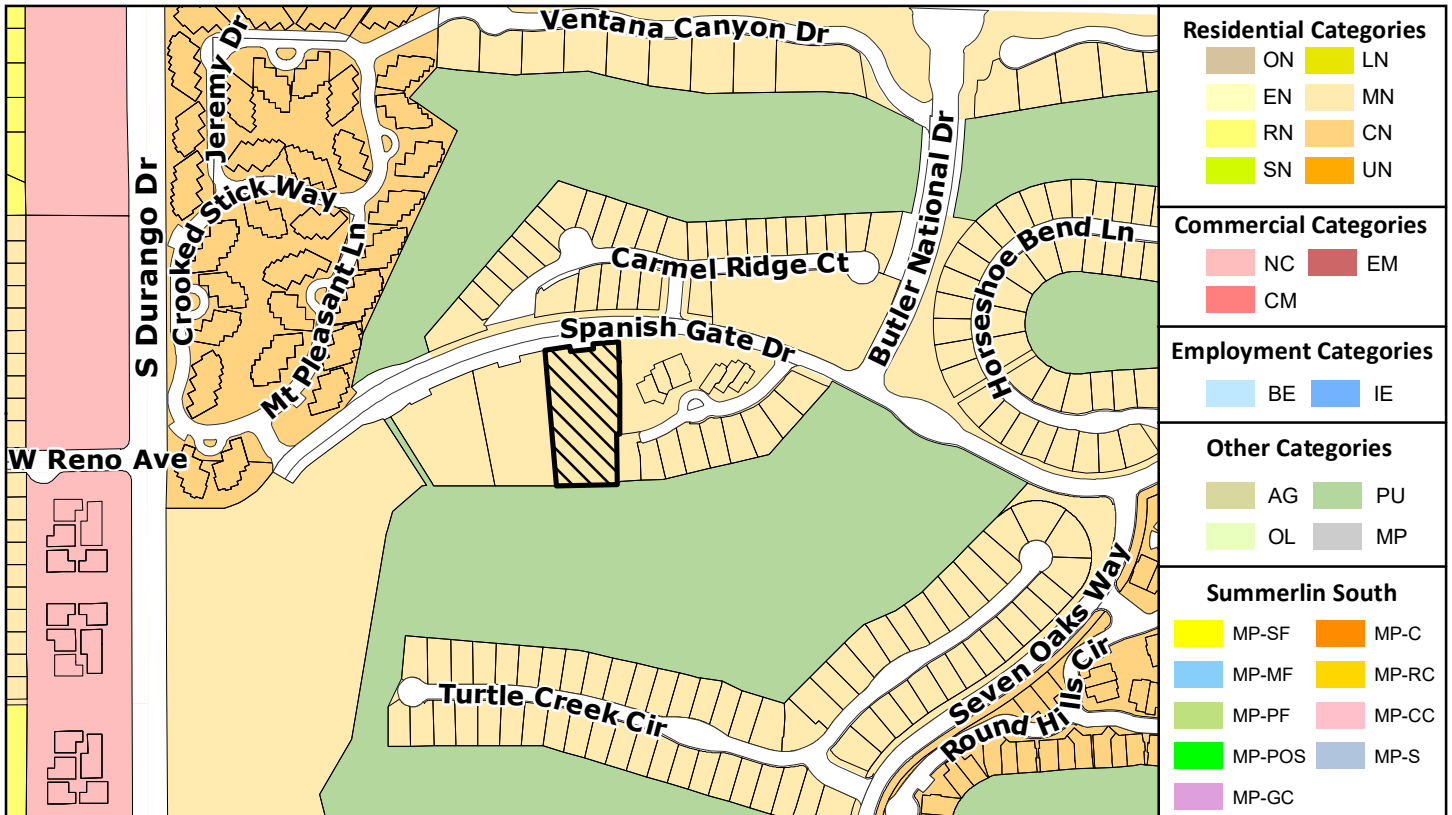 Ventana Canyon Dr
Jeremy Dr
S Durango Dr
Crooked Stick Way
Mt Pleasant Ln
Carmel Ridge Ct
Butler National Dr
Horseshoe Bend Ln
Spanish Gate Dr
W Reno Ave
Seven Oaks Way
Round Hills Cir
Turtle Creek Cir
Residential Categories
ON LN
EN MN
RN CN
SN UN
Commercial Categories
NC EM
CM
Employment Categories
BE IE
Other Categories
AG PU
OL MP
Summerlin South
MP-SF MP-C
MP-MF MP-RC
MP-PF MP-CC
MP-POS MP-S
MP-GC